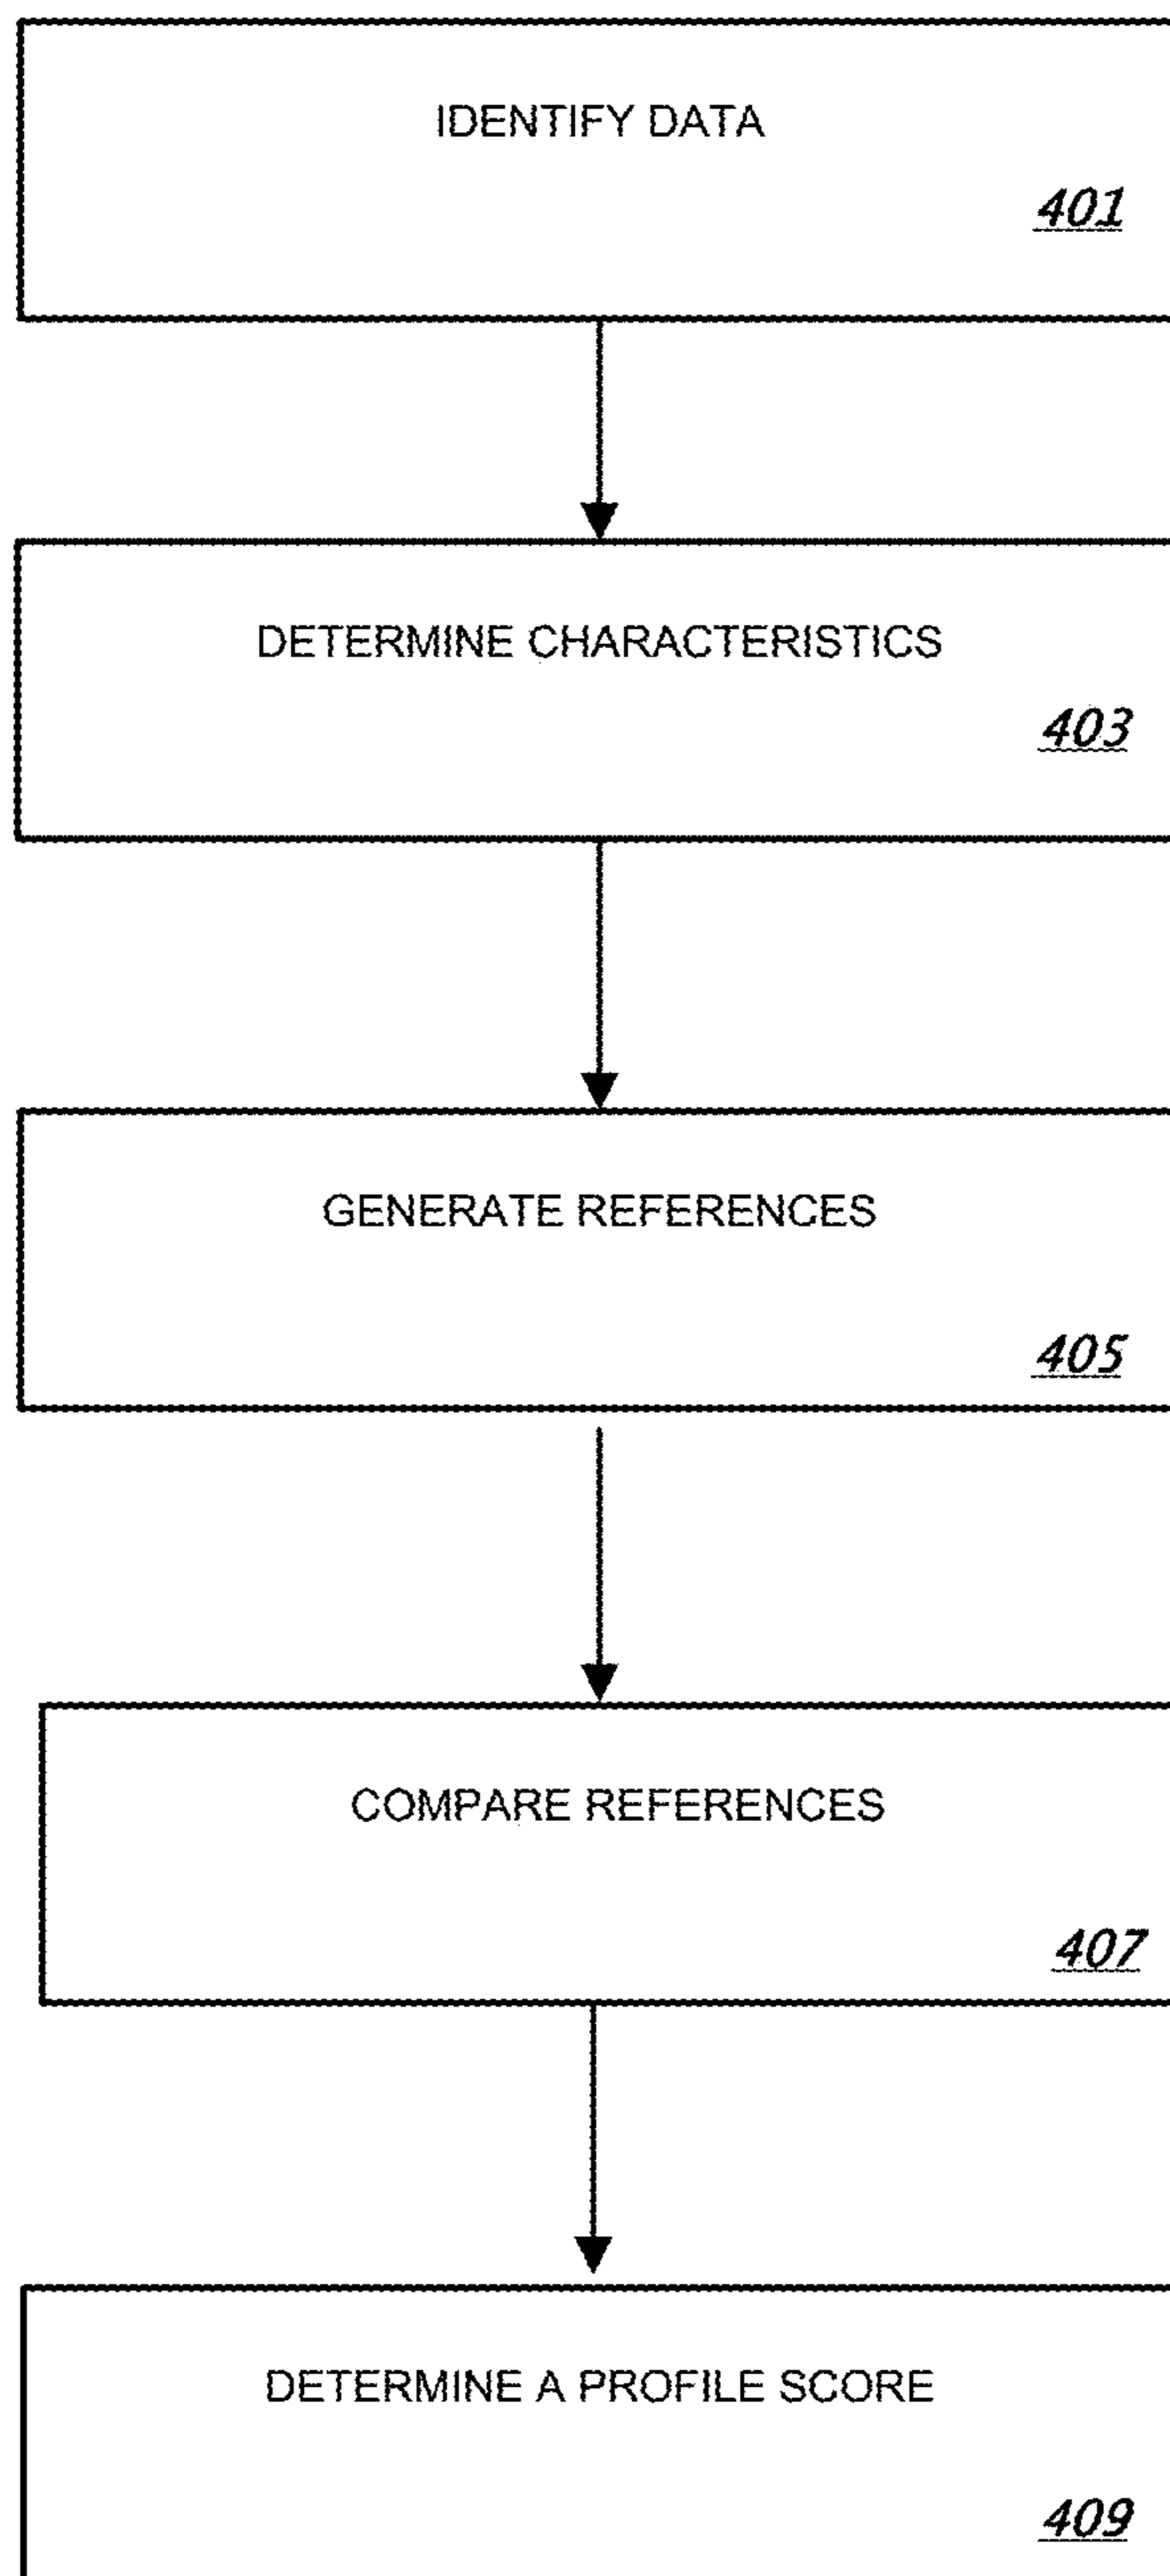 IDENTIFY DATA
401
DETERMINE CHARACTERISTICS
403
GENERATE REFERENCES
405
COMPARE REFERENCES
407
DETERMINE A PROFILE SCORE
409